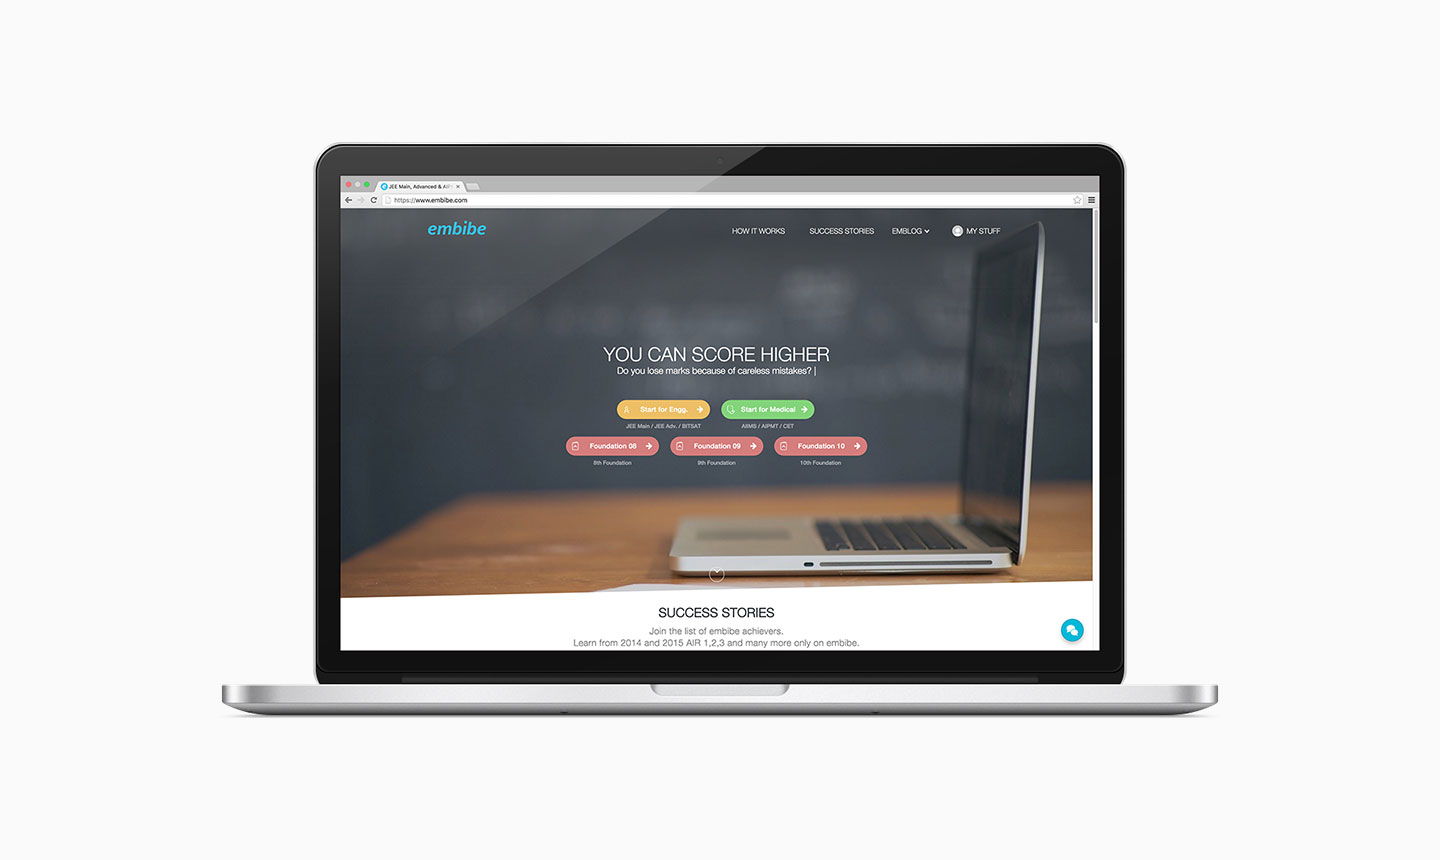 JEE Main, Advanced & AIP
https://www.embibe.com
embibe
HOW IT WORKS
SUCCESS STORIES
EMBLOG
MY STUFF
YOU CAN SCORE HIGHER
Do you lose marks because of careless mistakes? |
Start for Engg.
Start for Medical
JEE Main / JEE Adv. / BITSAT
AIIMS / AIPMT / CET
Foundation 08
Foundation 09
Foundation 10
8th Foundation
9th Foundation
10th Foundation
SUCCESS STORIES
Join the list of embibe achievers.
Learn from 2014 and 2015 AIR 1,2,3 and many more only on embibe.